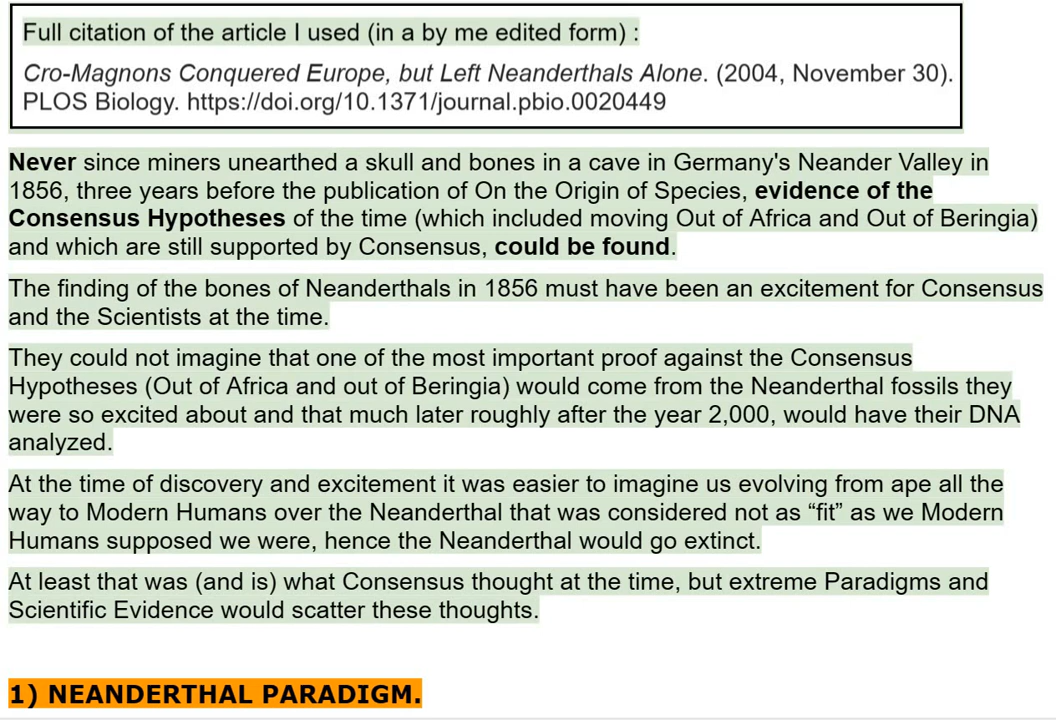 Full citation of the article I used (in a by me edited form) :
Cro-Magnons Conquered Europe, but Left Neanderthals Alone. (2004, November 30).
PLOS Biology. https://doi.org/10.1371/journal.pbio.0020449
Never since miners unearthed a skull and bones in a cave in Germany's Neander Valley in
1856, three years before the publication of On the Origin of Species, evidence of the
Consensus Hypotheses of the time (which included moving Out of Africa and Out of Beringia)
and which are still supported by Consensus, could be found.
The finding of the bones of Neanderthals in 1856 must have been an excitement for Consensus
and the Scientists at the time.
They could not imagine that one of the most important proof against the Consensus
Hypotheses (Out of Africa and out of Beringia) would come from the Neanderthal fossils they
were so excited about and that much later roughly after the year 2,000, would have their DNA
analyzed.
At the time of discovery and excitement it was easier to imagine us evolving from ape all the
way to Modern Humans over the Neanderthal that was considered not as “fit” as we Modern
Humans supposed we were, hence the Neanderthal would go extinct.
At least that was (and is) what Consensus thought at the time, but extreme Paradigms and
Scientific Evidence would scatter these thoughts.
1) NEANDERTHAL PARADIGM.